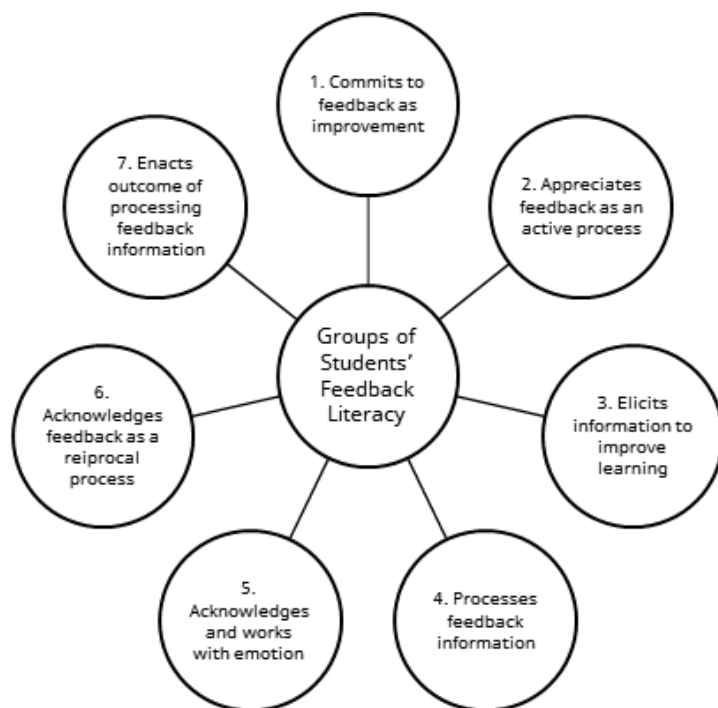 1. Commits to
feedback as
improvement
2. Appreciates
feedback as an
active process
3. Elicits
information to
improve
learning
4. Processes
feedback
information
5.
Acknowledges
and works
with emotion
6.
Acknowledges
feedback as a
reiprocal
process
7. Enacts
outcome of
processing
feedback
information
Groups of
Students’
Feedback
Literacy